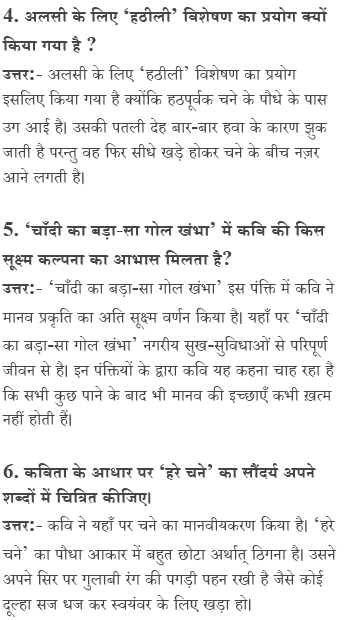 4. अलसी के लिए ‘हठीली’ विशेषण का प्रयोग क्यों
किया गया है ?
उत्तर:- अलसी के लिए ‘हठीली’ विशेषण का प्रयोग
इसलिए किया गया है क्योंकि हठपूर्वक चने के पौधे के पास
उग आई है। उसकी पतली देह बार-बार हवा के कारण झुक
जाती है परन्तु वह फिर सीधे खड़े होकर चने के बीच नज़र
आने लगती है।
5. ‘चाँदी का बड़ा-सा गोल खंभा’ में कवि की किस
सूक्ष्म कल्पना का आभास मिलता है?
उत्तर:- ‘चाँदी का बड़ा-सा गोल खंभा’ इस पंक्ति में कवि ने
मानव प्रकृति का अति सूक्ष्म वर्णन किया है। यहाँ पर ‘चाँदी
का बड़ा-सा गोल खंभा’ नगरीय सुख-सुविधाओं से परिपूर्ण
जीवन से है। इन पंक्तियों के द्वारा कवि यह कहना चाह रहा है
कि सभी कुछ पाने के बाद भी मानव की इच्छाएँ कभी ख़त्म
नहीं होती हैं।
6. कविता के आधार पर ‘हरे चने’ का सौंदर्य अपने
शब्दों में चित्रित कीजिए।
उत्तर:- कवि ने यहाँ पर चने का मानवीयकरण किया है। ‘हरे
चने’ का पौधा आकार में बहुत छोटा अर्थात् ठिगना है। उसने
अपने सिर पर गुलाबी रंग की पगड़ी पहन रखी है जैसे कोई
दूल्हा सज धज कर स्वयंवर के लिए खड़ा हो।